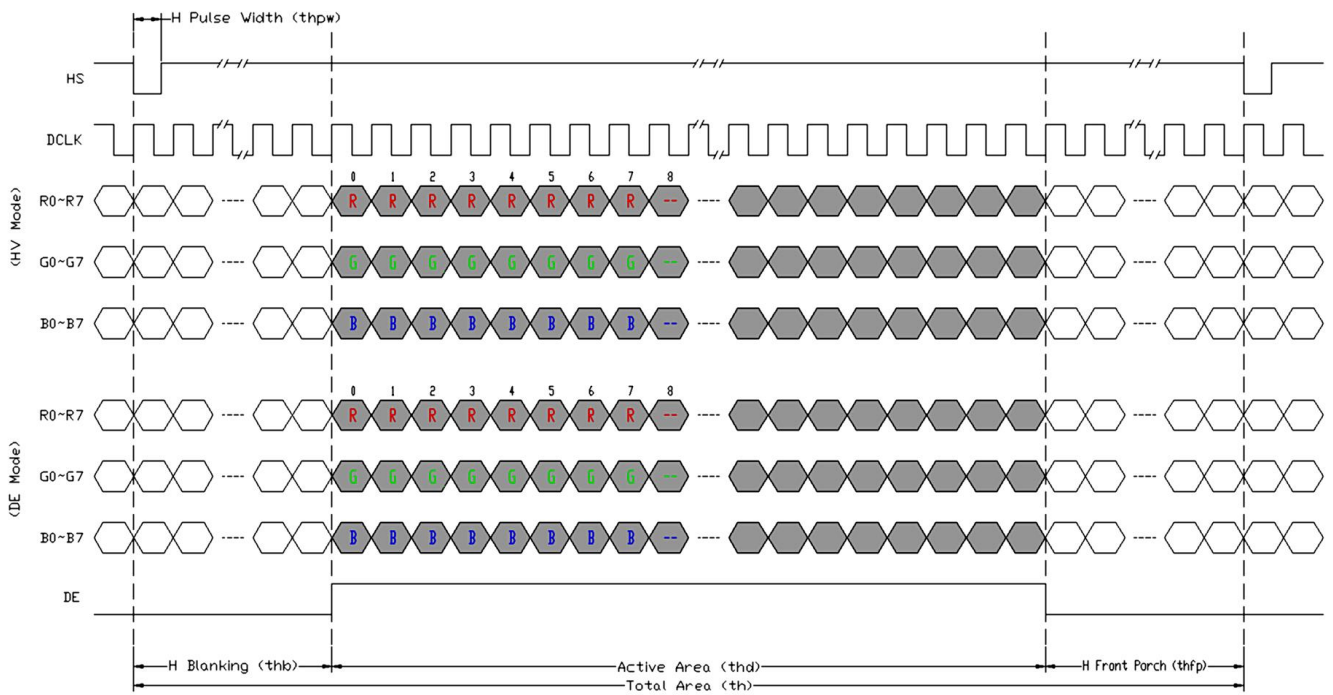 H Pulse Width (thpw)
HS
DCLK
0 1 2 3 4 5 6 7 8
(HV Mode)
R0~R7 R R R R R R R R -- ----
G0~G7 G G G G G G G G -- ----
B0~B7 B B B B B B B B -- ----
0 1 2 3 4 5 6 7 8
(DE Mode)
R0~R7 R R R R R R R R -- ----
G0~G7 G G G G G G G G -- ----
B0~B7 B B B B B B B B -- ----
DE
H Blanking (thb) Active Area (thd) H Front Porch (thfp)
Total Area (th)